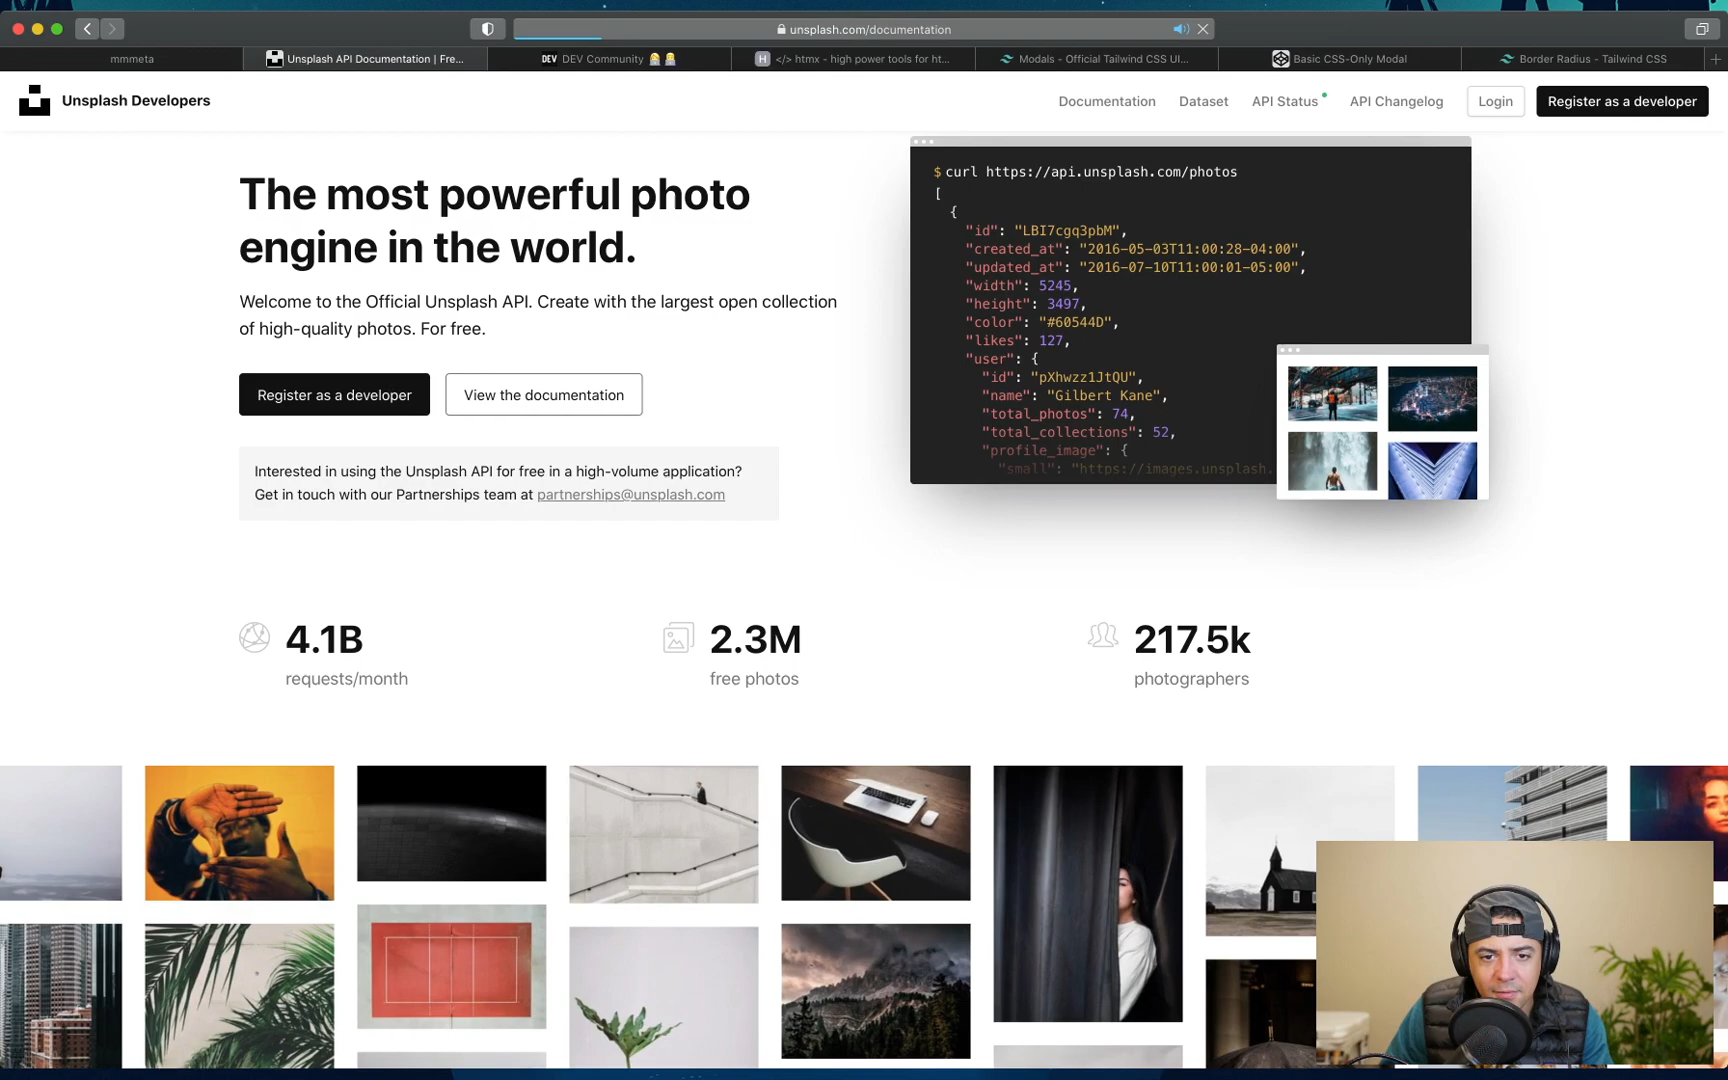 unsplash.com/documentation
mmmeta
Unsplash API Documentation | Fre...
DEV DEV Community 👩‍💻👨‍💻
H </> htmx - high power tools for ht...
Modals - Official Tailwind CSS UI...
Basic CSS-Only Modal
Border Radius - Tailwind CSS
Unsplash Developers
Documentation
Dataset
API Status
API Changelog
Login
Register as a developer
The most powerful photo
engine in the world.
Welcome to the Official Unsplash API. Create with the largest open collection
of high-quality photos. For free.
Register as a developer
View the documentation
Interested in using the Unsplash API for free in a high-volume application?
Get in touch with our Partnerships team at partnerships@unsplash.com
$ curl https://api.unsplash.com/photos
[
{
"id": "LBI7cgq3pbM",
"created_at": "2016-05-03T11:00:28-04:00",
"updated_at": "2016-07-10T11:00:01-05:00",
"width": 5245,
"height": 3497,
"color": "#60544D",
"likes": 127,
"user": {
"id": "pXhwzz1JtQU",
"name": "Gilbert Kane",
"total_photos": 74,
"total_collections": 52,
"profile_image": {
"small": "https://images.unsplash.
4.1B
requests/month
2.3M
free photos
217.5k
photographers